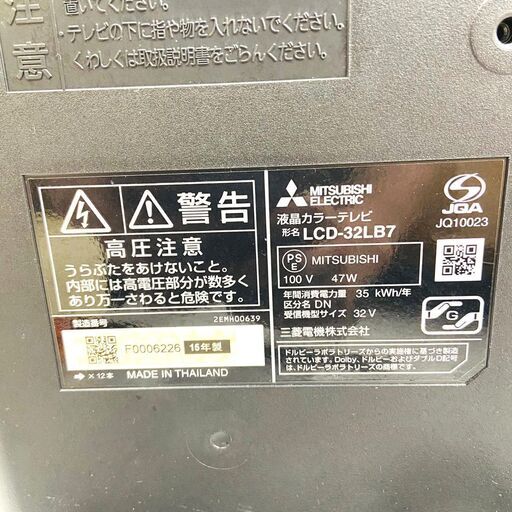 注意
置いてください。
・テレビの下に指や物を入れないでください。
くわしくは取扱説明書をごらんください。
警告
高圧注意
うらぶたをあけないこと。
内部には高電圧部分が数多く
あり万一さわると危険です。
製造番号
2EMH00639
F0006226 16年製
×12本
MADE IN THAILAND
MITSUBISHI
ELECTRIC
液晶カラーテレビ
形名 LCD-32LB7
JQA
JQ10023
PS
E
MITSUBISHI
100 V 47W
年間消費電力量 35 kWh/年
区分名 DN
受信機型サイズ 32 V
三菱電機株式会社
G
ドルビーラボラトリーズからの実施権に基づき製造
されています。Dolby、ドルビーおよびダブルD記号
は、ドルビーラボラトリーズの商標です。